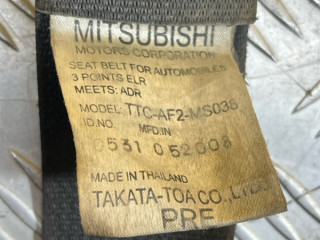 MITSUBISHI
MOTORS CORPORATION
SEAT BELT FOR AUTOMOBILES
3 POINTS ELR
MEETS: ADR
MODEL: TTC-AF2-MS036
ID.NO. MFD.IN
0531 052008
MADE IN THAILAND
TAKATA-TOA CO., LTD.
PRE